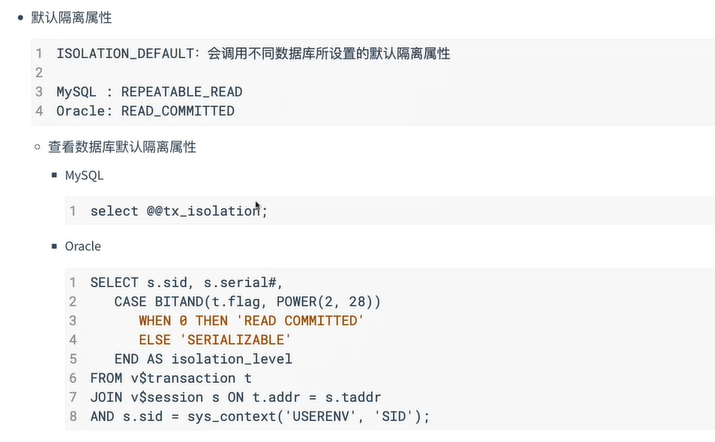 默认隔离属性
1 ISOLATION_DEFAULT: 会调用不同数据库所设置的默认隔离属性
2
3 MySQL : REPEATABLE_READ
4 Oracle: READ_COMMITTED
查看数据库默认隔离属性
MySQL
1 select @@tx_isolation;
Oracle
1 SELECT s.sid, s.serial#,
2    CASE BITAND(t.flag, POWER(2, 28))
3       WHEN 0 THEN 'READ COMMITTED'
4       ELSE 'SERIALIZABLE'
5    END AS isolation_level
6 FROM v$transaction t
7 JOIN v$session s ON t.addr = s.taddr
8 AND s.sid = sys_context('USERENV', 'SID');